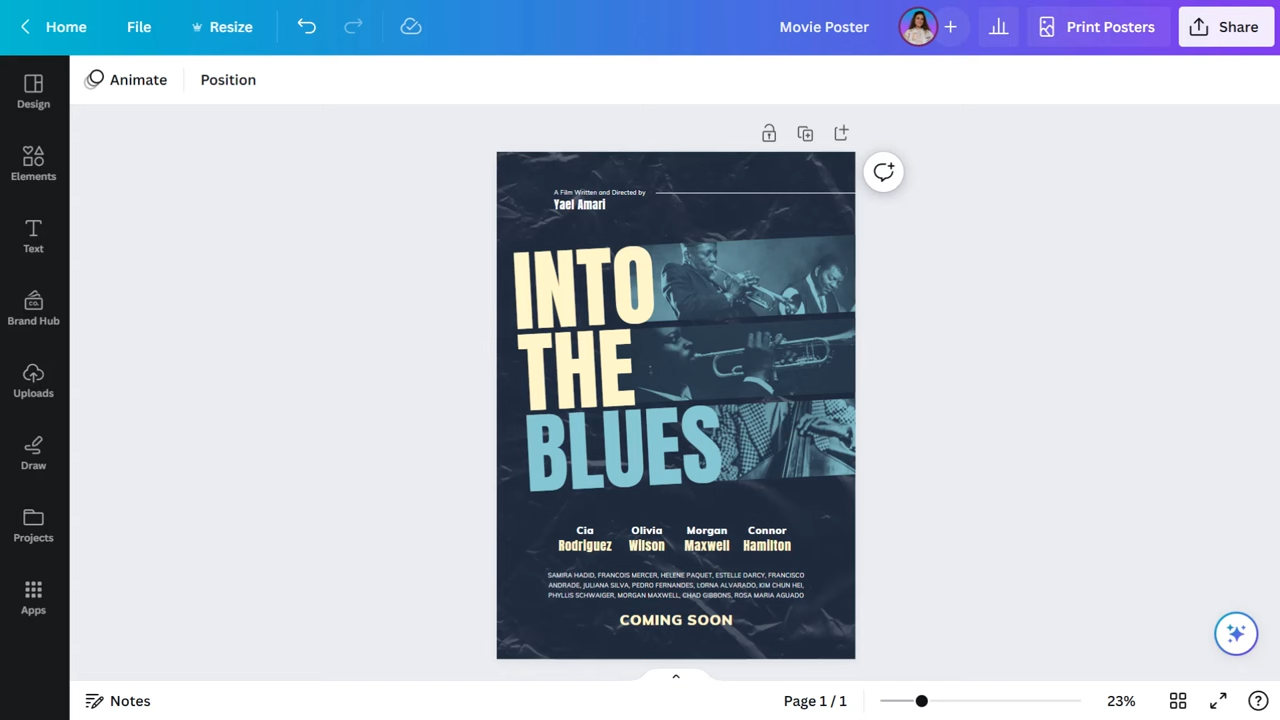 Home
File
Resize
Movie Poster
Print Posters
Share
Animate
Position
Design
Elements
Text
CO.
Brand Hub
Uploads
Draw
Projects
Apps
A Film Written and Directed by
Yael Amari
INTO
THE
BLUES
Cia Olivia Morgan Connor
Rodriguez Wilson Maxwell Hamilton
SAMIRA HADID, FRANCOIS MERCER, HELENE PAQUET, ESTELLE DARCY, FRANCISCO
ANDRADE, JULIANA SILVA, PEDRO FERNANDES, LORNA ALVARADO, KIM CHUN HEI,
PHYLLIS SCHWAIGER, MORGAN MAXWELL, CHAD GIBBONS, ROSA MARIA AGUADO
COMING SOON
Notes
Page 1 / 1
23%